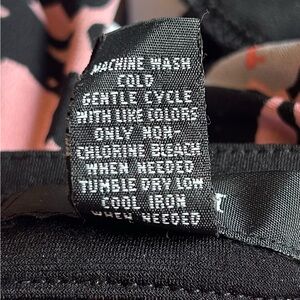 MACHINE WASH
COLD
GENTLE CYCLE
WITH LIKE COLORS
ONLY NON-
CHLORINE BLEACH
WHEN NEEDED
TUMBLE DRY LOW
COOL IRON
WHEN NEEDED